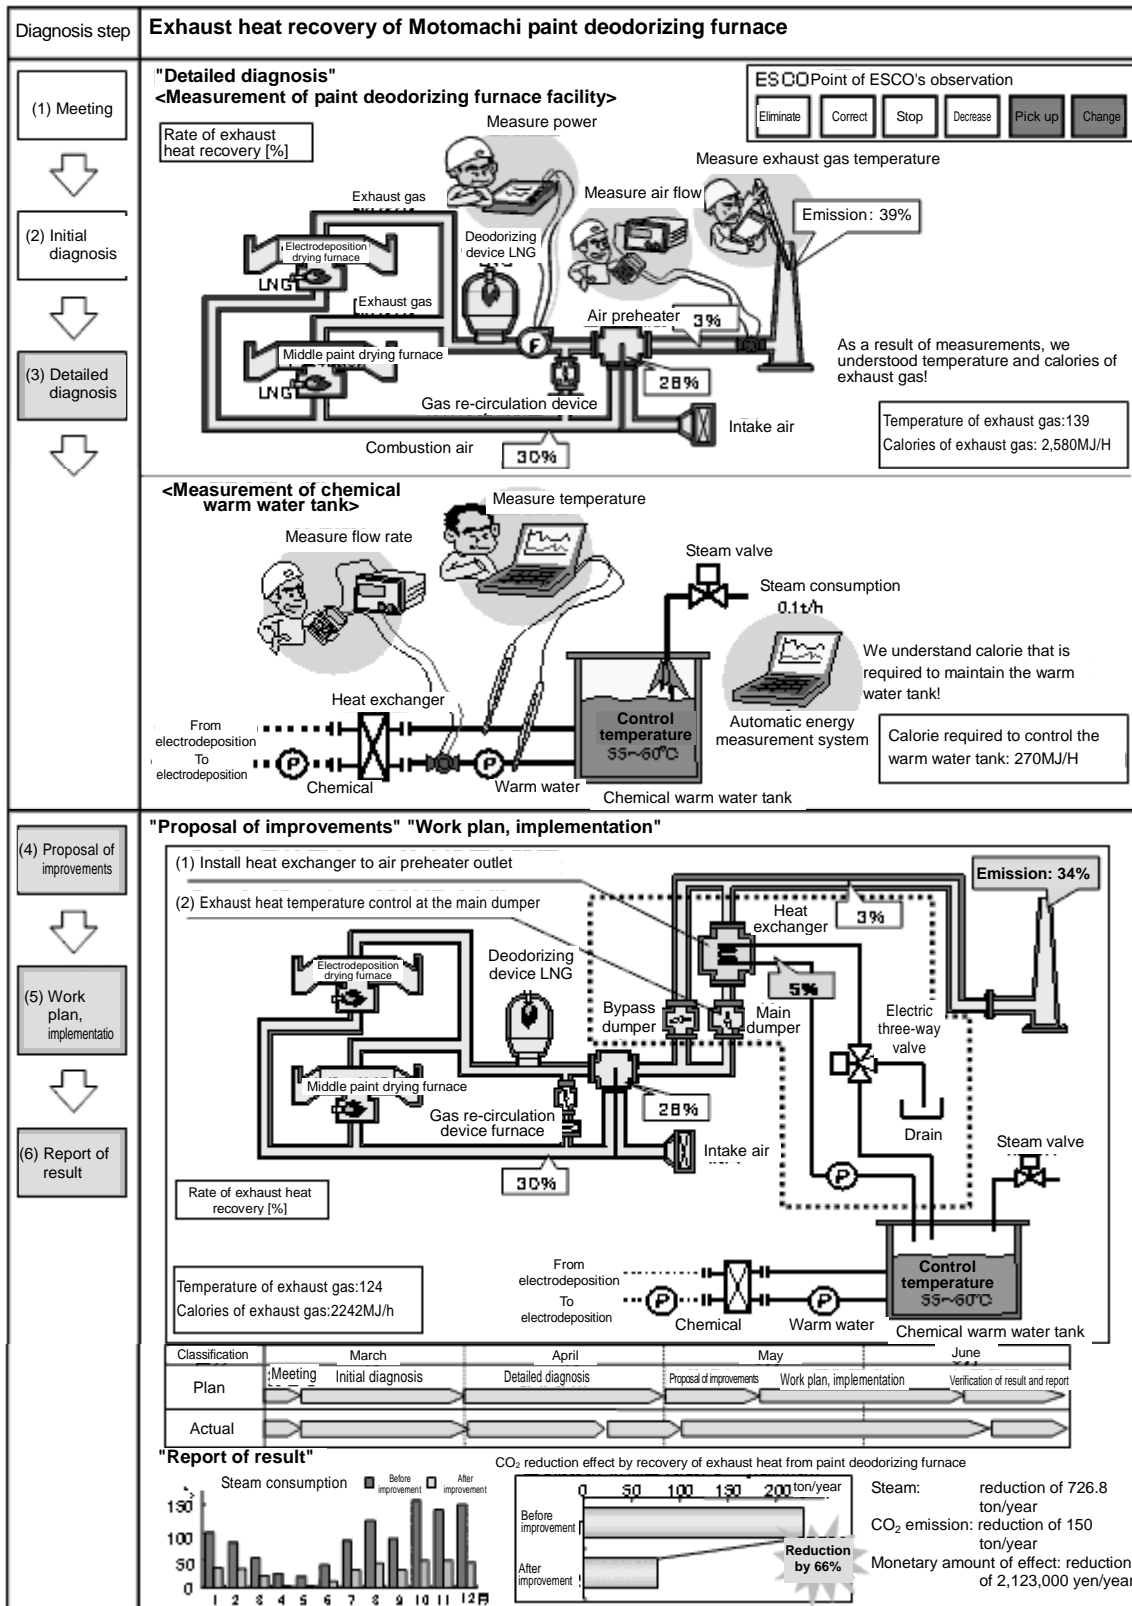 Diagnosis step
Exhaust heat recovery of Motomachi paint deodorizing furnace
(1) Meeting
(2) Initial
diagnosis
(3) Detailed
diagnosis
"Detailed diagnosis"
<Measurement of paint deodorizing furnace facility>
ESCO Point of ESCO's observation
Eliminate
Correct
Stop
Decrease
Pick up
Change
Rate of exhaust
heat recovery [%]
Measure power
Measure exhaust gas temperature
Measure air flow
Emission: 39%
Exhaust gas
Electrodeposition
drying furnace
LNG
Deodorizing
device LNG
Exhaust gas
Air preheater
3%
Middle paint drying furnace
LNG
F
28%
Gas re-circulation device
Combustion air
30%
Intake air
As a result of measurements, we
understood temperature and calories of
exhaust gas!
Temperature of exhaust gas:139
Calories of exhaust gas: 2,580MJ/H
<Measurement of chemical
warm water tank>
Measure temperature
Measure flow rate
Steam valve
Steam consumption
0.1t/h
We understand calorie that is
required to maintain the warm
water tank!
Heat exchanger
From
electrodeposition
To
electrodeposition
P
P
Chemical
Warm water
Control
temperature
55~60℃
Chemical warm water tank
Automatic energy
measurement system
Calorie required to control the
warm water tank: 270MJ/H
(4) Proposal of
improvements
(5) Work
plan,
implementatio
(6) Report of
result
"Proposal of improvements" "Work plan, implementation"
(1) Install heat exchanger to air preheater outlet
(2) Exhaust heat temperature control at the main dumper
Emission: 34%
3%
Heat
exchanger
5%
Electrodeposition
drying furnace
Deodorizing
device LNG
Bypass
dumper
Main
dumper
Electric
three-way
valve
Middle paint drying furnace
Gas re-circulation
device furnace
28%
Drain
Steam valve
Intake air
30%
P
Rate of exhaust heat
recovery [%]
Temperature of exhaust gas:124
Calories of exhaust gas:2242MJ/h
From
electrodeposition
To
electrodeposition
P
P
Chemical
Warm water
Control
temperature
55~60℃
Chemical warm water tank
Classification
March
April
May
June
Plan
Meeting
Initial diagnosis
Detailed diagnosis
Proposal of improvements
Work plan, implementation
Verification of result and report
Actual
"Report of result"
Steam consumption
Before
improvement
After
improvement
150
100
50
0
1 2 3 4 5 6 7 8 9 10 11 12月
CO₂ reduction effect by recovery of exhaust heat from paint deodorizing furnace
0 50 100 150 200 ton/year
Before
improvement
After
improvement
Reduction
by 66%
Steam: reduction of 726.8
ton/year
CO₂ emission: reduction of 150
ton/year
Monetary amount of effect: reduction
of 2,123,000 yen/year